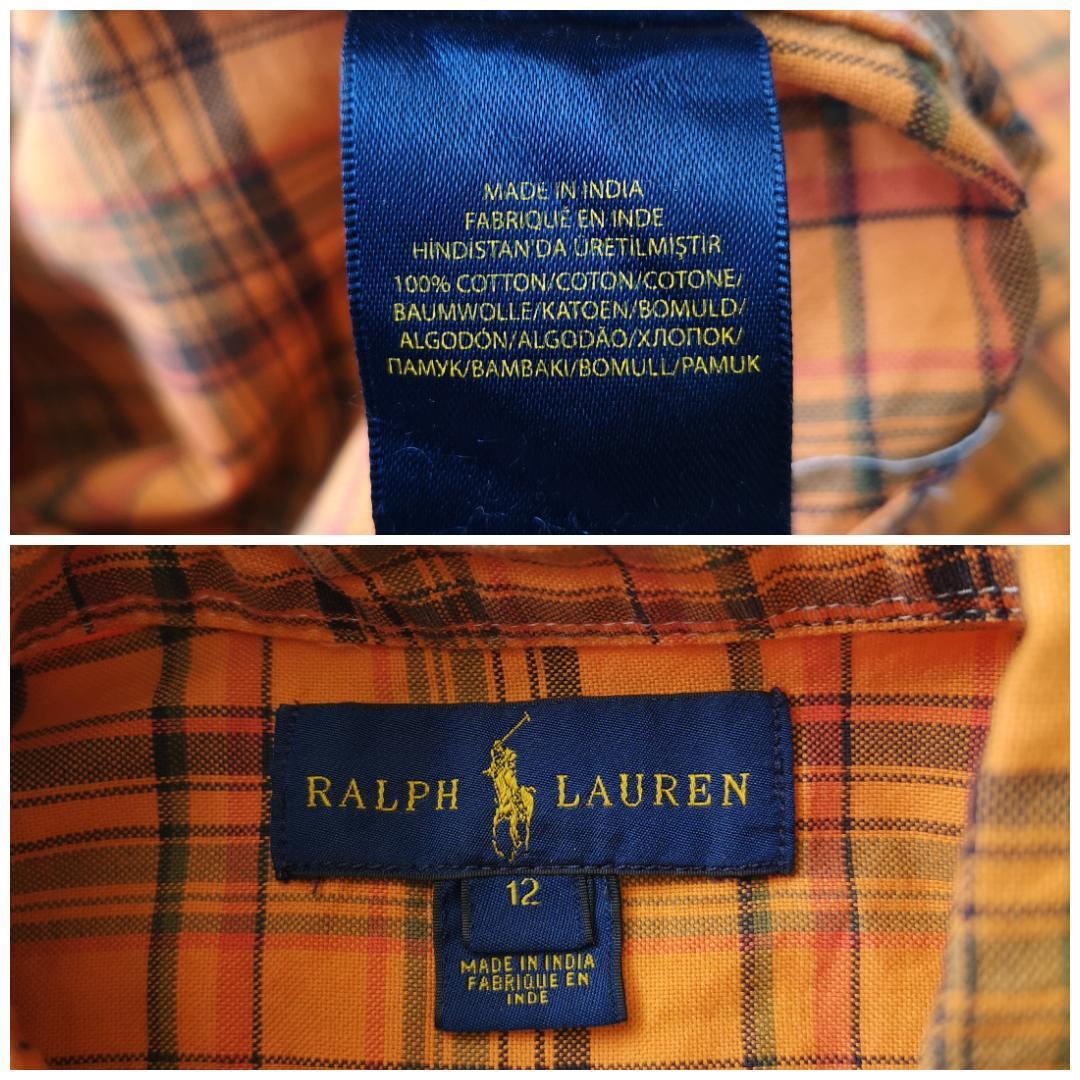 MADE IN INDIA
FABRIQUÉ EN INDE
HİNDİSTAN'DA ÜRETİLMİŞTİR
100% COTTON/COTON/COTONE/
BAUMWOLLE/KATOEN/BOMULD/
ALGODÓN/ALGODÃO/ХЛОПОК/
ПАМУК/BAMBAKI/BOMULL/PAMUK
RALPH LAUREN
12
MADE IN INDIA
FABRIQUE EN
INDE